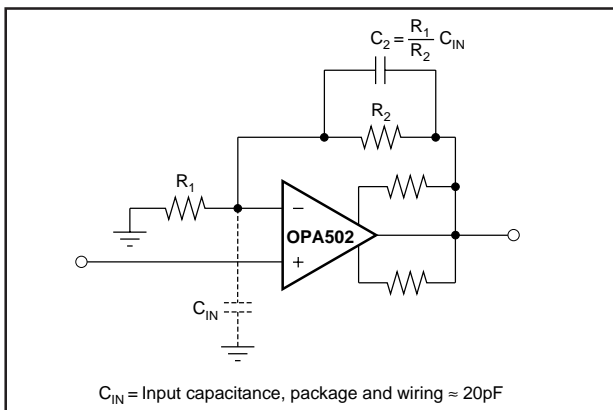 C2 = R1/R2 CIN
R2
R1
−
OPA502
+
CIN
CIN = Input capacitance, package and wiring ≈ 20pF